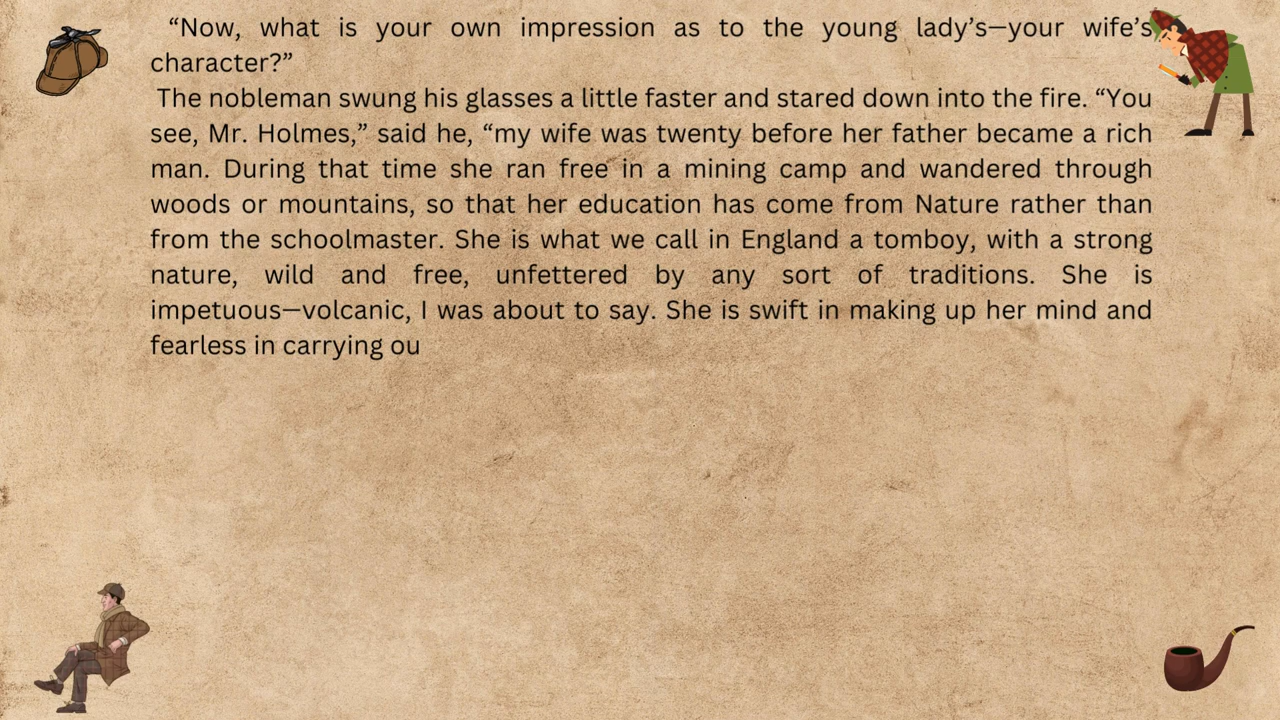 “Now, what is your own impression as to the young lady’s—your wife’s
character?”
The nobleman swung his glasses a little faster and stared down into the fire. “You
see, Mr. Holmes,” said he, “my wife was twenty before her father became a rich
man. During that time she ran free in a mining camp and wandered through
woods or mountains, so that her education has come from Nature rather than
from the schoolmaster. She is what we call in England a tomboy, with a strong
nature, wild and free, unfettered by any sort of traditions. She is
impetuous—volcanic, I was about to say. She is swift in making up her mind and
fearless in carrying ou